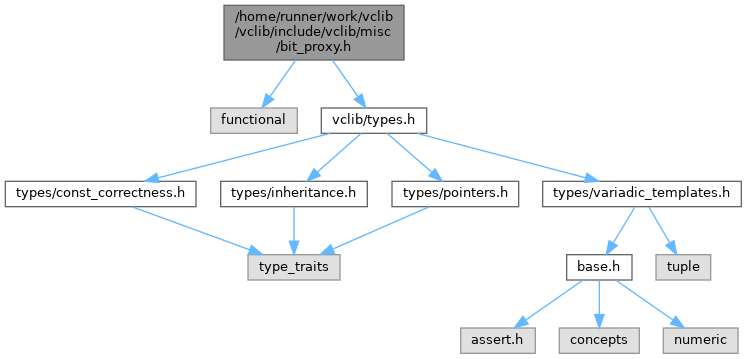 /home/runner/work/vclib
/vclib/include/vclib/misc
/bit_proxy.h
functional
vclib/types.h
types/const_correctness.h
types/inheritance.h
types/pointers.h
types/variadic_templates.h
type_traits
base.h
tuple
assert.h
concepts
numeric